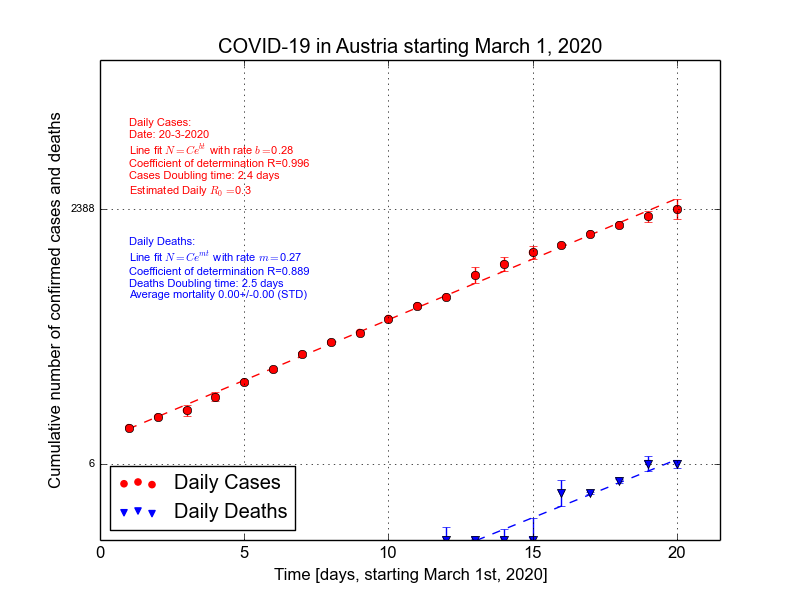 COVID-19 in Austria starting March 1, 2020
Cumulative number of confirmed cases and deaths
Daily Cases:
Date: 20-3-2020
Line fit N = Ce^{bt} with rate b =0.28
Coefficient of determination R=0.996
Cases Doubling time: 2.4 days
Estimated Daily R_0 =0.3
2388
Daily Deaths:
Line fit N = Ce^{mt} with rate m =0.27
Coefficient of determination R=0.889
Deaths Doubling time: 2.5 days
Average mortality 0.00+/-0.00 (STD)
6
Daily Cases
Daily Deaths
0 5 10 15 20
Time [days, starting March 1st, 2020]